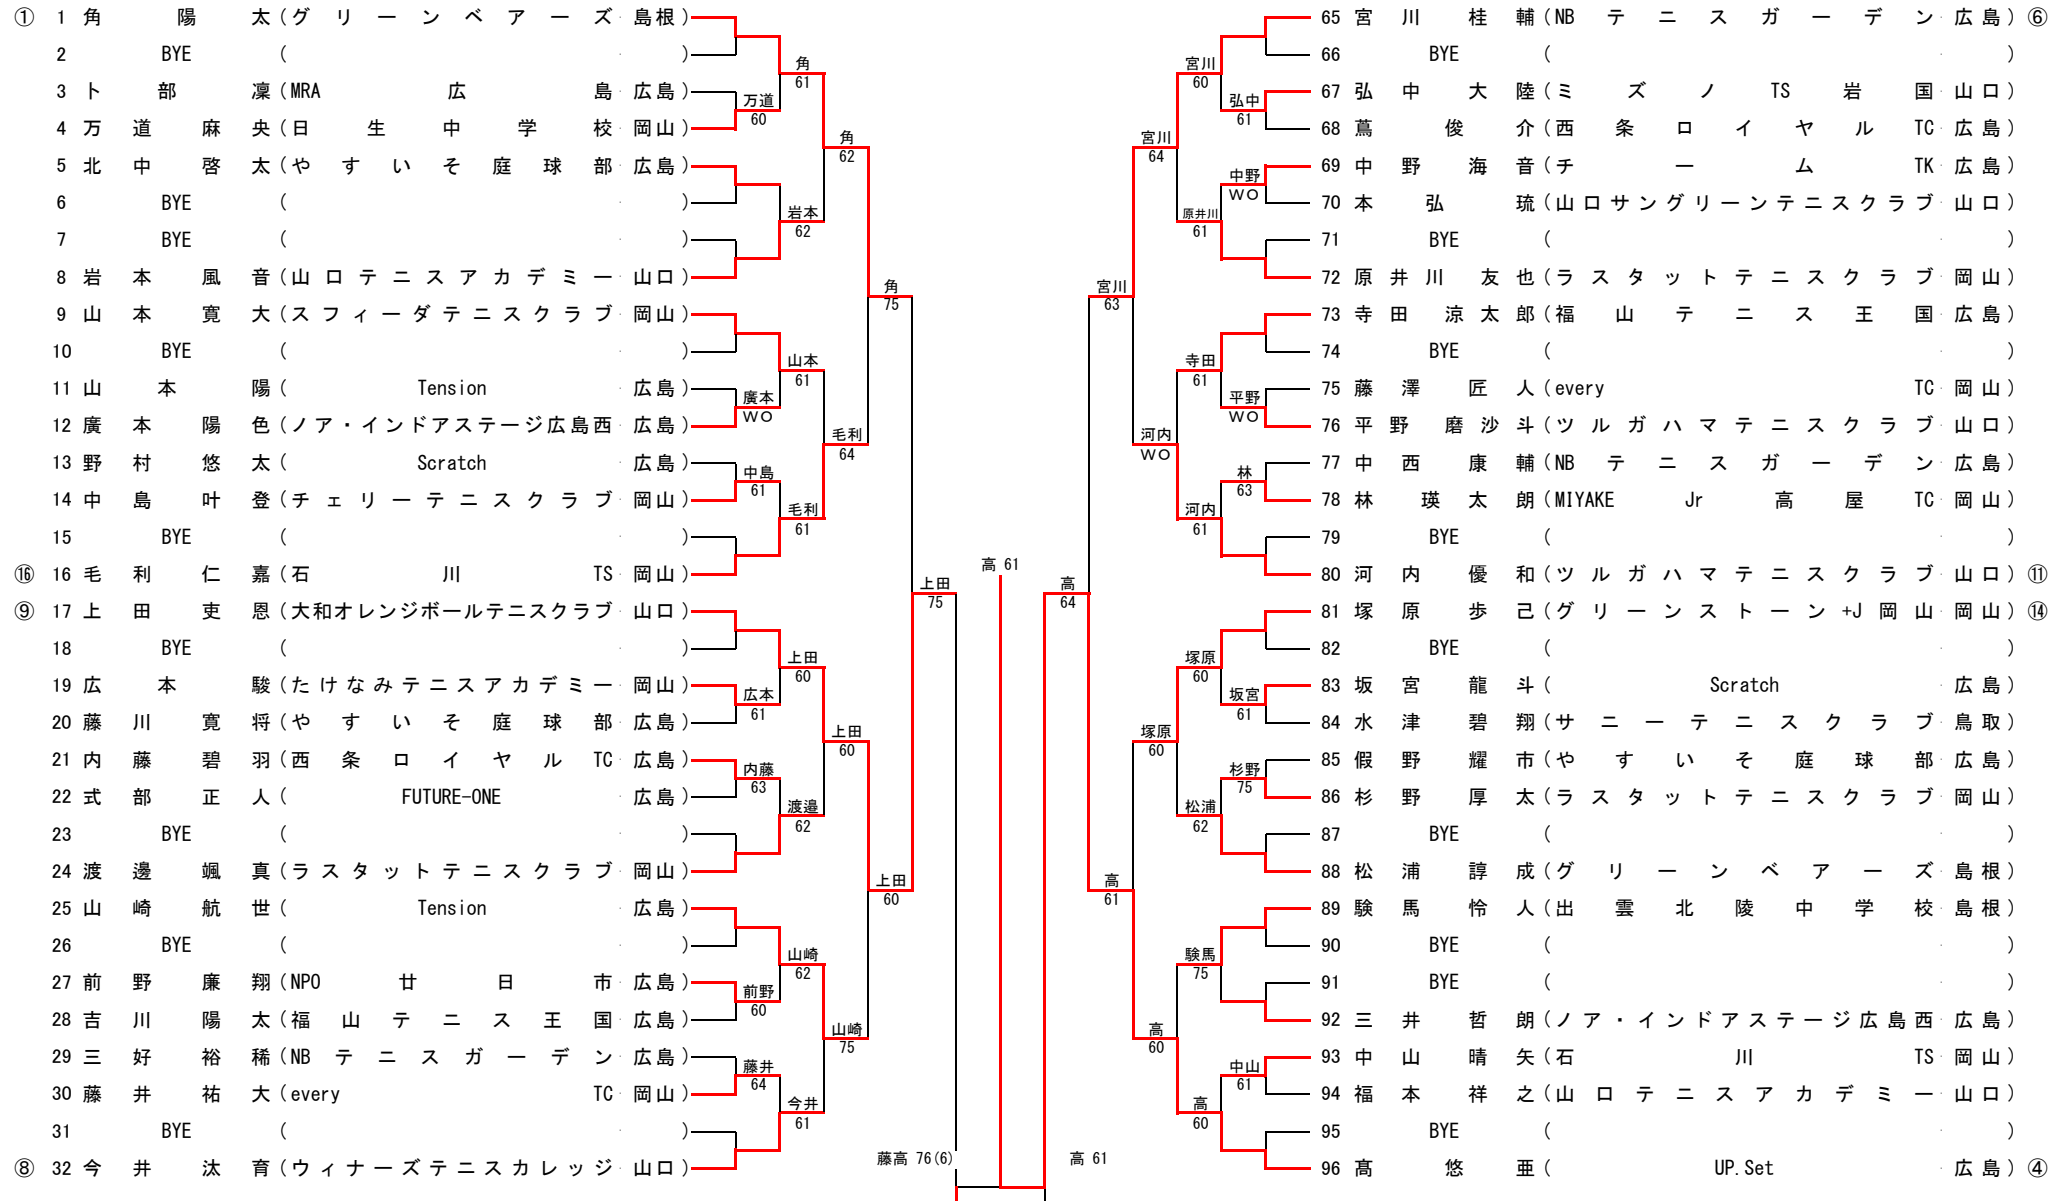 ① 1 角 陽 太 (グリーンベアーズ 島根)
2 BYE ( )
3 卜 部 凜 (MRA 広 島 広島)
4 万 道 麻 央 (日生中学校 岡山)
5 北 中 啓 太 (やすいそ庭球部 広島)
6 BYE ( )
7 BYE ( )
8 岩 本 風 音 (山口テニスアカデミー 山口)
9 山 本 寛 大 (スフィーダテニスクラブ 岡山)
10 BYE ( )
11 山 本 陽 (Tension 広島)
12 廣 本 陽 色 (ノア・インドアステージ広島西 広島)
13 野 村 悠 太 (Scratch 広島)
14 中 島 叶 登 (チェリーテニスクラブ 岡山)
15 BYE ( )
⑯ 16 毛 利 仁 嘉 (石 川 TS 岡山)
⑨ 17 上 田 吏 恩 (大和オレンジボールテニスクラブ 山口)
18 BYE ( )
19 広 本 駿 (たけなみテニスアカデミー 岡山)
20 藤 川 寛 将 (やすいそ庭球部 広島)
21 内 藤 碧 羽 (西条ロイヤル TC 広島)
22 式 部 正 人 (FUTURE-ONE 広島)
23 BYE ( )
24 渡 邊 颯 真 (ラスタットテニスクラブ 岡山)
25 山 崎 航 世 (Tension 広島)
26 BYE ( )
27 前 野 廉 翔 (NPO 廿 日 市 広島)
28 吉 川 陽 太 (福山テニス王国 広島)
29 三 好 裕 稀 (NB テニスガーデン 広島)
30 藤 井 祐 大 (every TC 岡山)
31 BYE ( )
⑧ 32 今 井 汰 育 (ウィナーズテニスカレッジ 山口)
万道
60
廣本
WO
中島
61
広本
61
内藤
63
前野
60
藤井
64
角
61
岩本
62
山本
61
毛利
61
上田
60
渡邉
62
山崎
62
今井
61
角
62
毛利
64
上田
60
山崎
75
角
75
上田
60
上田
75
藤高 76(6)
高 61
高 61
高
64
宮川
63
高
61
宮川
64
河内
WO
塚原
60
高
60
宮川
60
原井川
61
寺田
61
河内
61
塚原
60
松浦
62
験馬
75
高
60
弘中
61
中野
WO
平野
WO
林
63
坂宮
61
杉野
75
中山
61
65 宮 川 桂 輔 (NB テニスガーデン 広島) ⑥
66 BYE ( )
67 弘 中 大 陸 (ミズノ TS 岩国 山口)
68 蔦 俊 介 (西条ロイヤル TC 広島)
69 中 野 海 音 (チーム TK 広島)
70 本 弘 琉 (山口サングリーンテニスクラブ 山口)
71 BYE ( )
72 原 井 川 友 也 (ラスタットテニスクラブ 岡山)
73 寺 田 涼 太 郎 (福山テニス王国 広島)
74 BYE ( )
75 藤 澤 匠 人 (every TC 岡山)
76 平 野 磨 沙 斗 (ツルガハマテニスクラブ 山口)
77 中 西 康 輔 (NB テニスガーデン 広島)
78 林 瑛 太 朗 (MIYAKE Jr 高 屋 TC 岡山)
79 BYE ( )
80 河 内 優 和 (ツルガハマテニスクラブ 山口) ⑪
81 塚 原 歩 己 (グリーンストーン+J 岡山 岡山) ⑭
82 BYE ( )
83 坂 宮 龍 斗 (Scratch 広島)
84 水 津 碧 翔 (サニーテニスクラブ 鳥取)
85 假 野 耀 市 (やすいそ庭球部 広島)
86 杉 野 厚 太 (ラスタットテニスクラブ 岡山)
87 BYE ( )
88 松 浦 諄 成 (グリーンベアーズ 島根)
89 験 馬 怜 人 (出雲北陵中学校 島根)
90 BYE ( )
91 BYE ( )
92 三 井 哲 朗 (ノア・インドアステージ広島西 広島)
93 中 山 晴 矢 (石 川 TS 岡山)
94 福 本 祥 之 (山口テニスアカデミー 山口)
95 BYE ( )
96 髙 悠 亜 (UP.Set 広島) ④